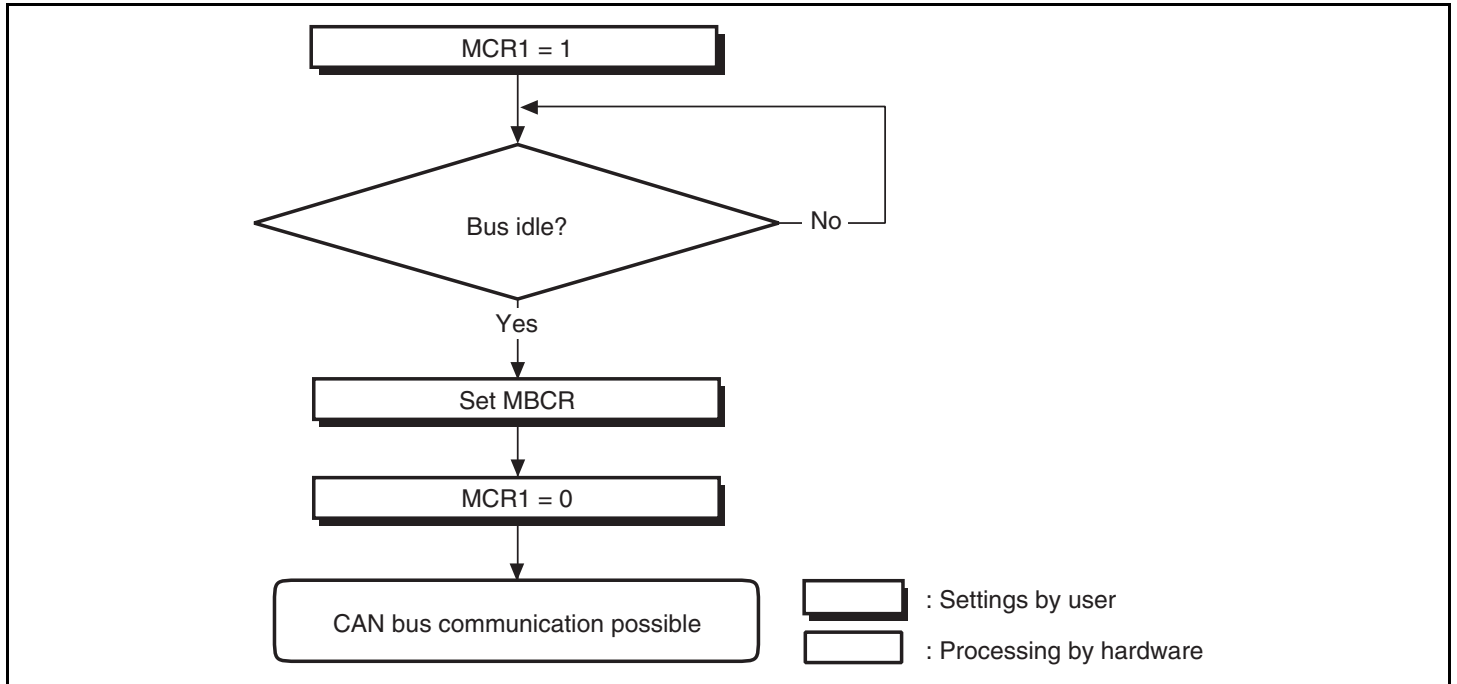 MCR1 = 1
Bus idle?
No
Yes
Set MBCR
MCR1 = 0
CAN bus communication possible
: Settings by user
: Processing by hardware